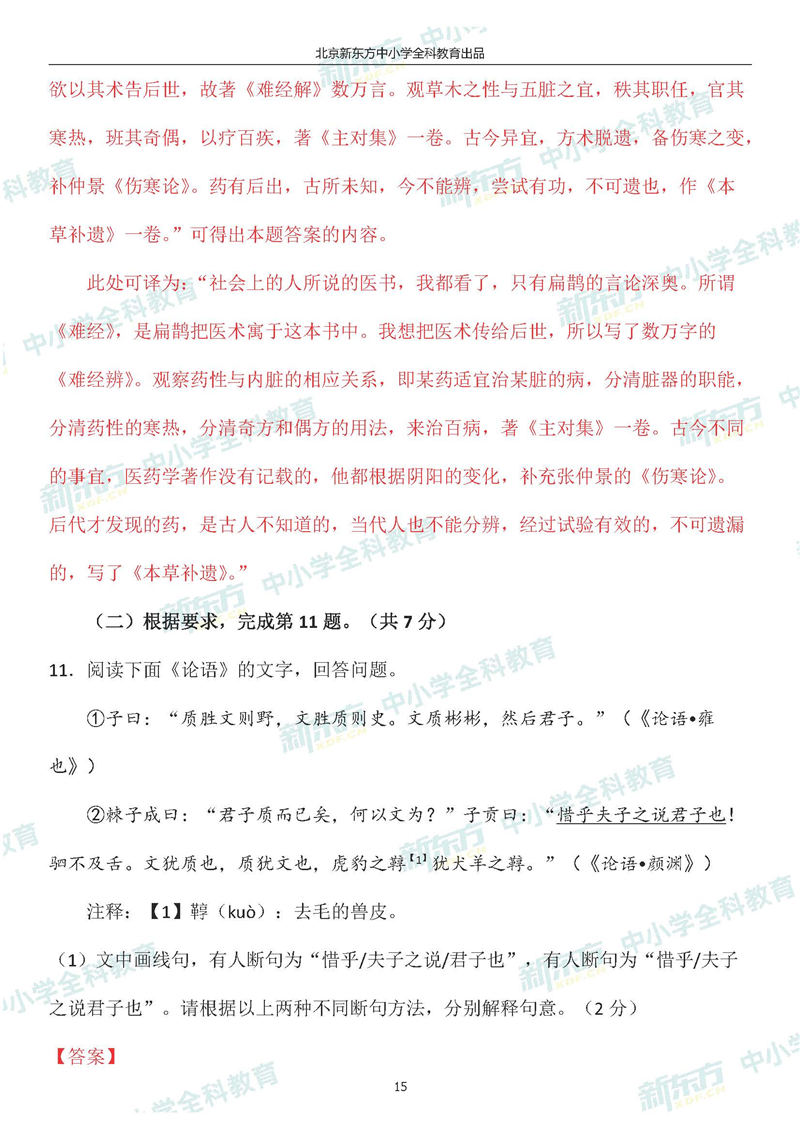 北京新东方中小学全科教育出品
欲以其术告后世，故著《难经解》数万言。观草木之性与五脏之宜，秩其职任，官其
寒热，班其奇偶，以疗百疾，著《主对集》一卷。古今异宜，方术脱遗，备伤寒之变，
补仲景《伤寒论》。药有后出，古所未知，今不能辨，尝试有功，不可遗也，作《本
草补遗》一卷。”可得出本题答案的内容。
此处可译为：“社会上的人所说的医书，我都看了，只有扁鹊的言论深奥。所谓
《难经》，是扁鹊把医术寓于这本书中。我想把医术传给后世，所以写了数万字的
《难经辨》。观察药性与内脏的相应关系，即某药适宜治某脏的病，分清脏器的职能，
分清药性的寒热，分清奇方和偶方的用法，来治百病，著《主对集》一卷。古今不同
的事宜，医药学著作没有记载的，他都根据阴阳的变化，补充张仲景的《伤寒论》。
后代才发现的药，是古人不知道的，当代人也不能分辨，经过试验有效的，不可遗漏
的，写了《本草补遗》。”
（二）根据要求，完成第 11 题。（共 7 分）
11．阅读下面《论语》的文字，回答问题。
①子曰：“质胜文则野，文胜质则史。文质彬彬，然后君子。”（《论语•雍
也》）
②棘子成曰：“君子质而已矣，何以文为？”子贡曰：“惜乎夫子之说君子也！
驷不及舌。文犹质也，质犹文也，虎豹之鞟【1】犹犬羊之鞟。”（《论语•颜渊》）
注释：【1】鞟（kuò）：去毛的兽皮。
（1）文中画线句，有人断句为“惜乎/夫子之说/君子也”，有人断句为“惜乎/夫子
之说君子也”。请根据以上两种不同断句方法，分别解释句意。（2 分）
【答案】
15
新东方 XDF.CN 中小学全科教育